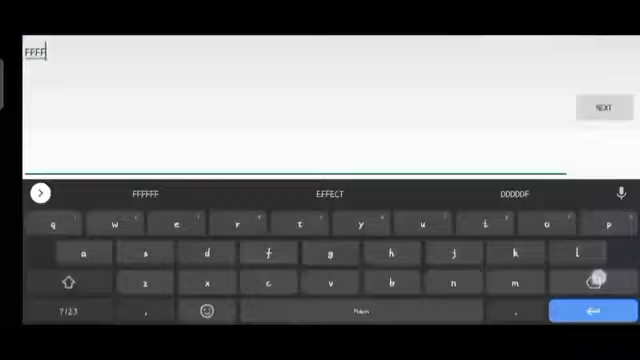 FFFF
NEXT
FFFFFF EFFECT DDDDDF
q w e r t y u i o p
a s d f g h j k l
z x c v b n m
?123 , .